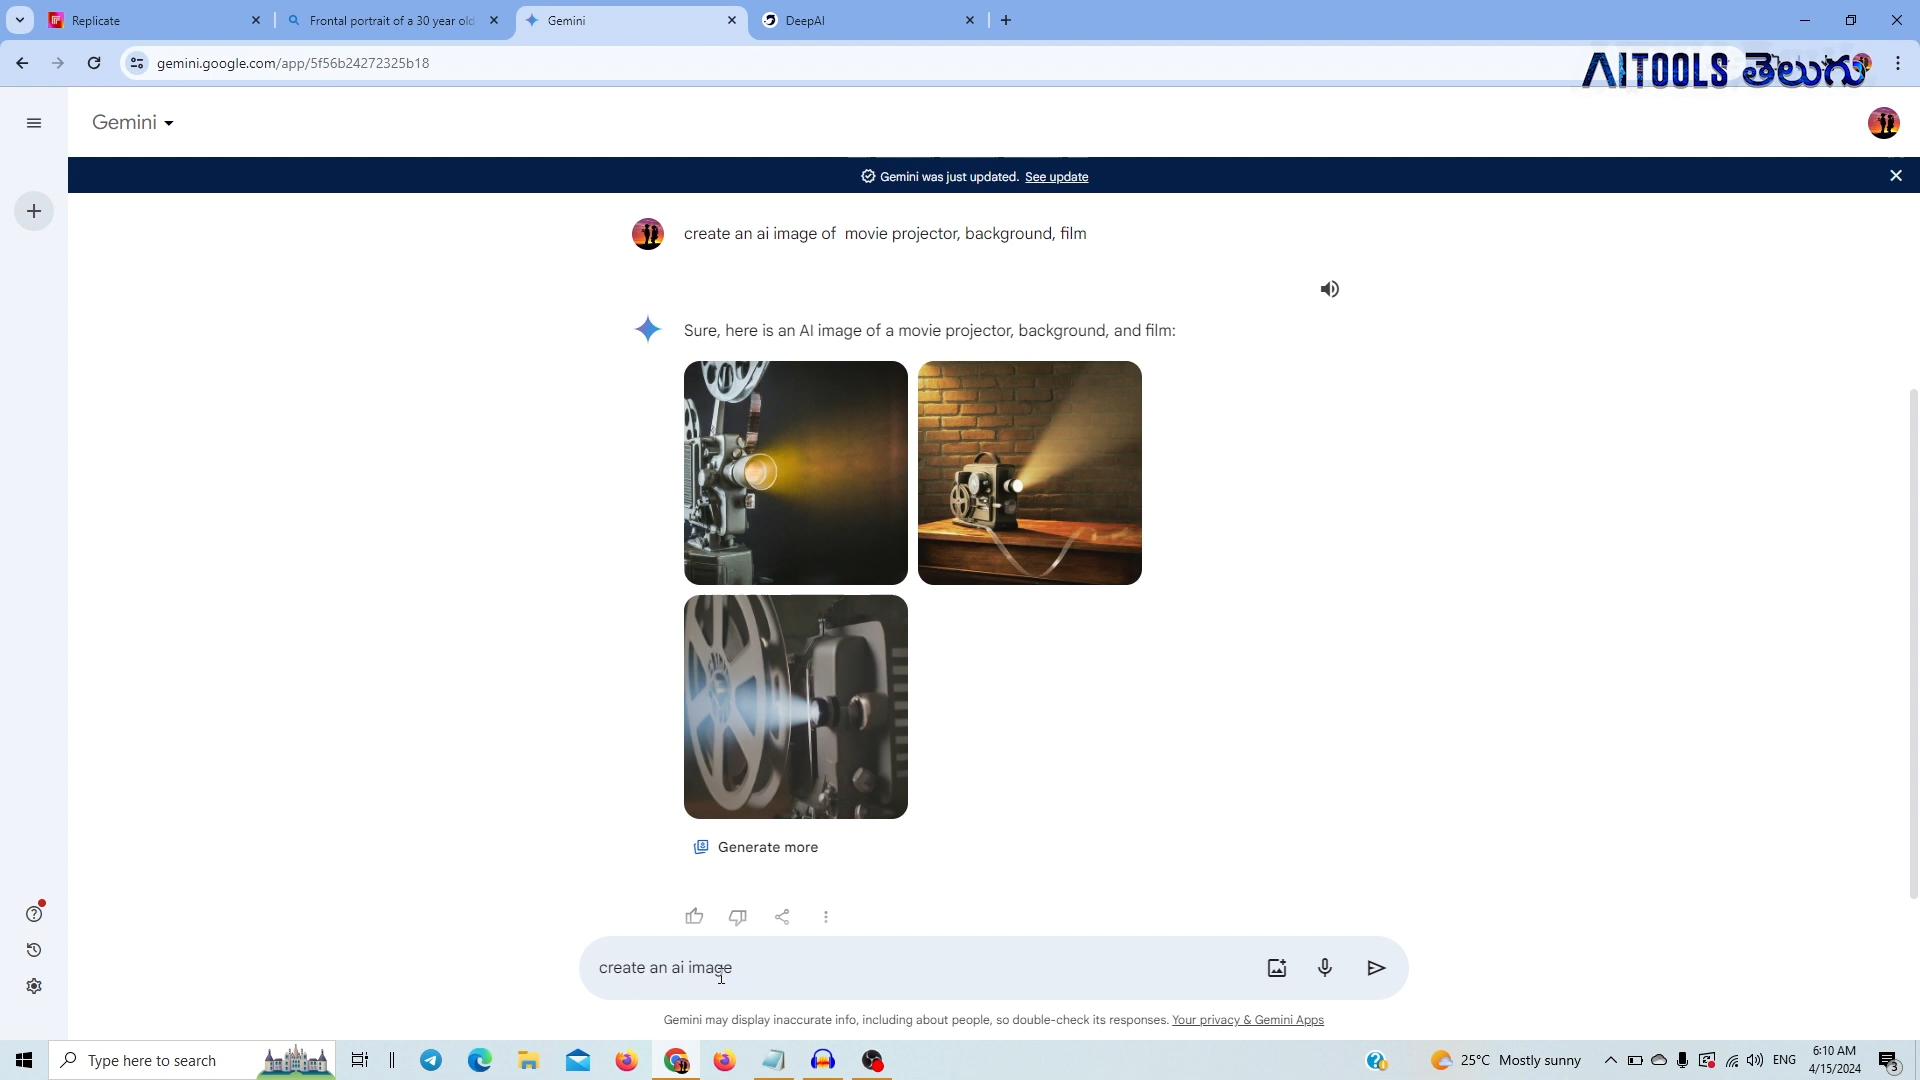 Replicate
Frontal portrait of a 30 year old
Gemini
DeepAI
gemini.google.com/app/5f56b24272325b18
AITOOLS తెలుగు
Gemini
Gemini was just updated. See update
create an ai image of movie projector, background, film
Sure, here is an AI image of a movie projector, background, and film:
Generate more
create an ai image
Gemini may display inaccurate info, including about people, so double-check its responses. Your privacy & Gemini Apps
Type here to search
25°C Mostly sunny
ENG
6:10 AM
4/15/2024
3